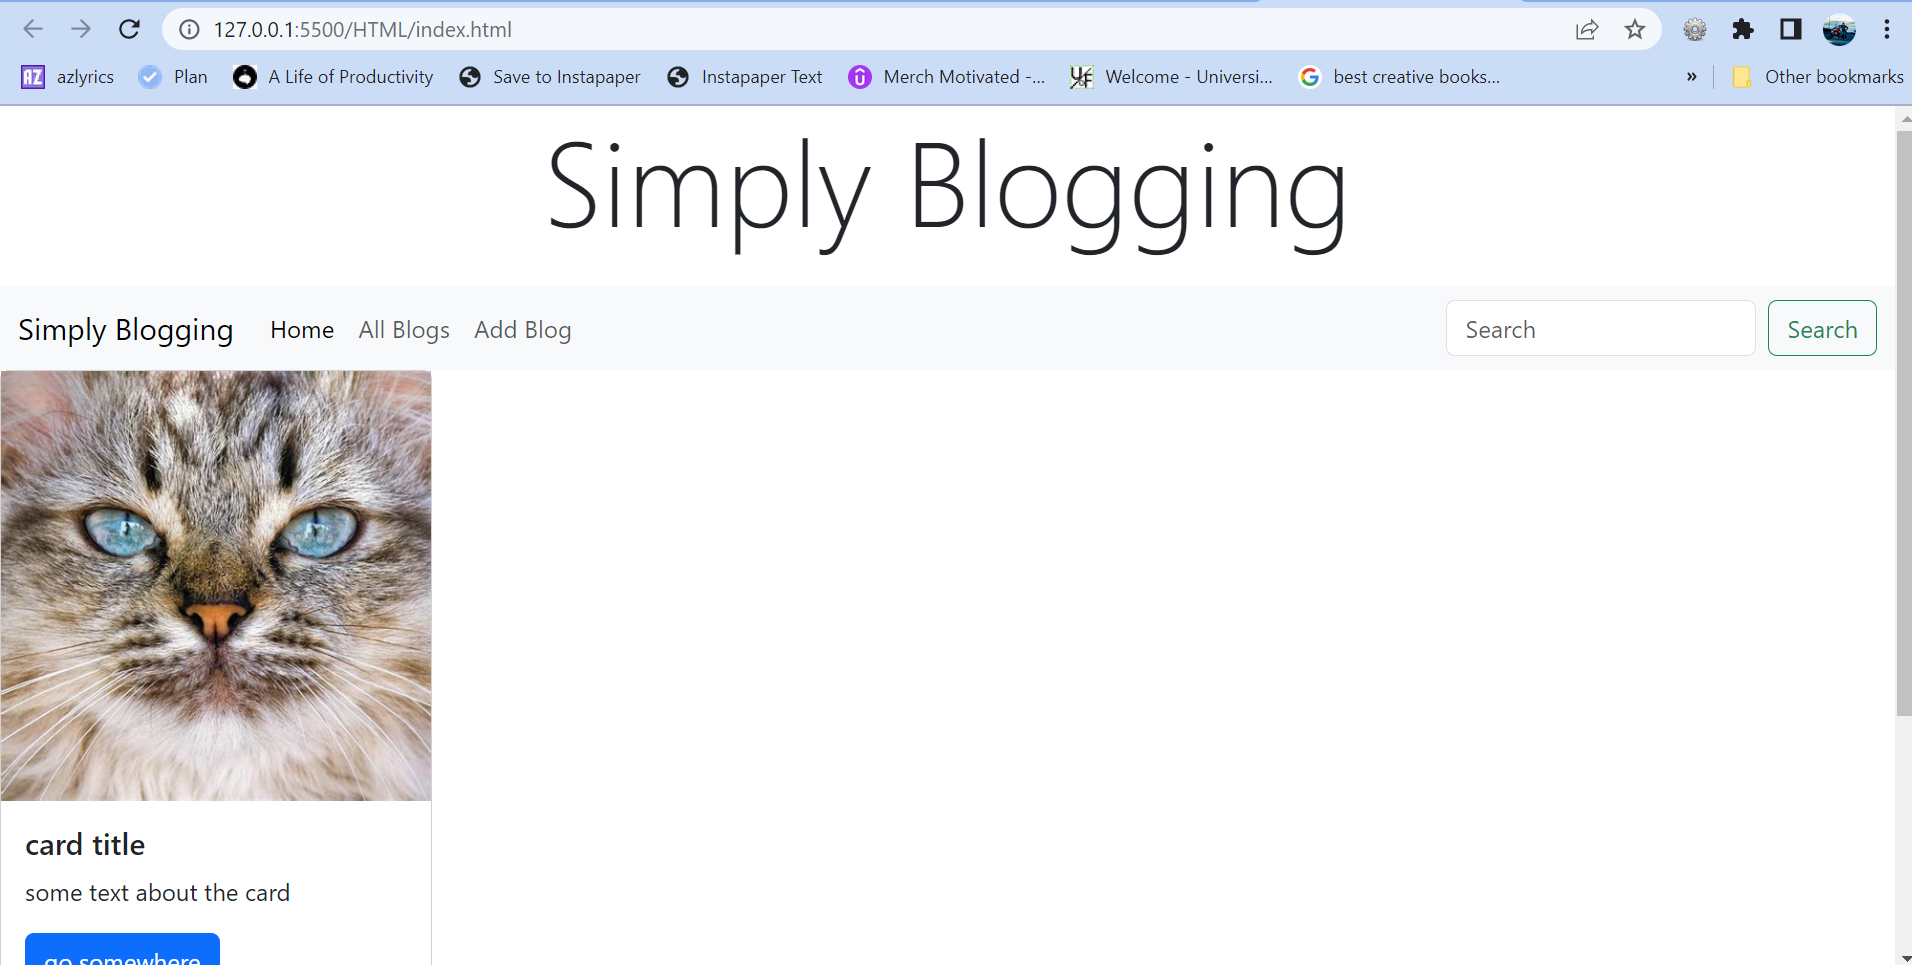 127.0.0.1:5500/HTML/index.html
AZ azlyrics Plan A Life of Productivity Save to Instapaper Instapaper Text Merch Motivated -... UF Welcome - Universi... G best creative books... » Other bookmarks
Simply Blogging
Simply Blogging Home All Blogs Add Blog Search Search
card title
some text about the card
go somewhere